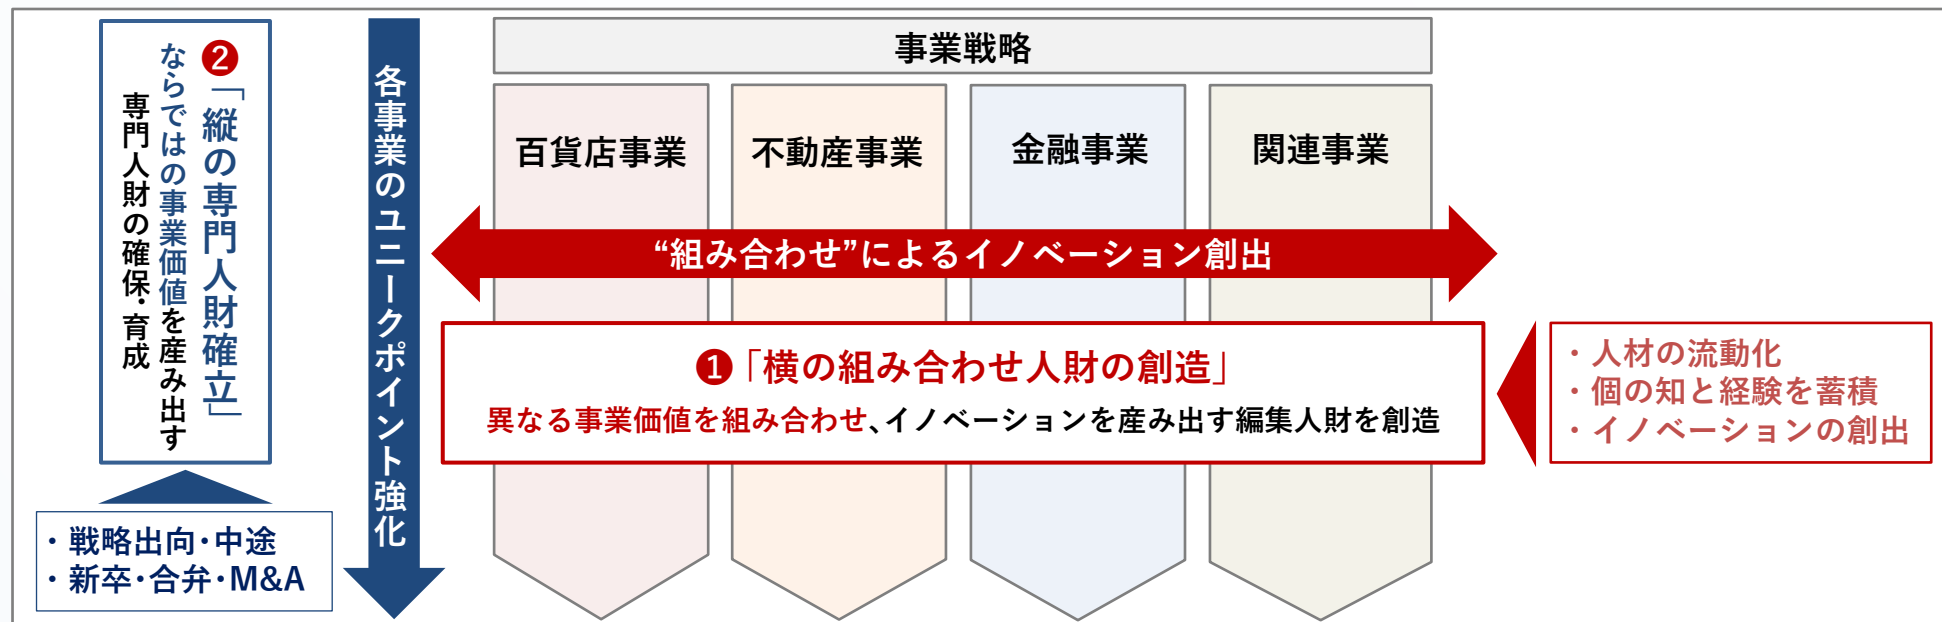 ❷「縦の専門人財確立」
ならではの事業価値を産み出す
専門人財の確保・育成
・戦略出向・中途
・新卒・合弁・M&A
各事業のユニークポイント強化
事業戦略
百貨店事業
不動産事業
金融事業
関連事業
“組み合わせ”によるイノベーション創出
❶「横の組み合わせ人財の創造」
異なる事業価値を組み合わせ、イノベーションを産み出す編集人財を創造
・人材の流動化
・個の知と経験を蓄積
・イノベーションの創出